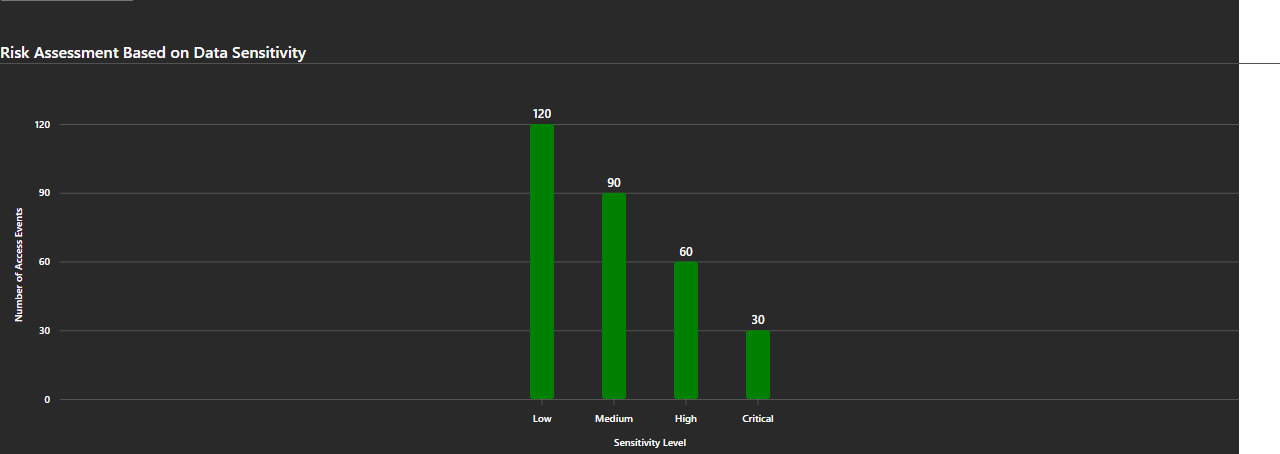 Risk Assessment Based on Data Sensitivity
120
90
60
30
120
90
60
30
0
Number of Access Events
Low
Medium
High
Critical
Sensitivity Level